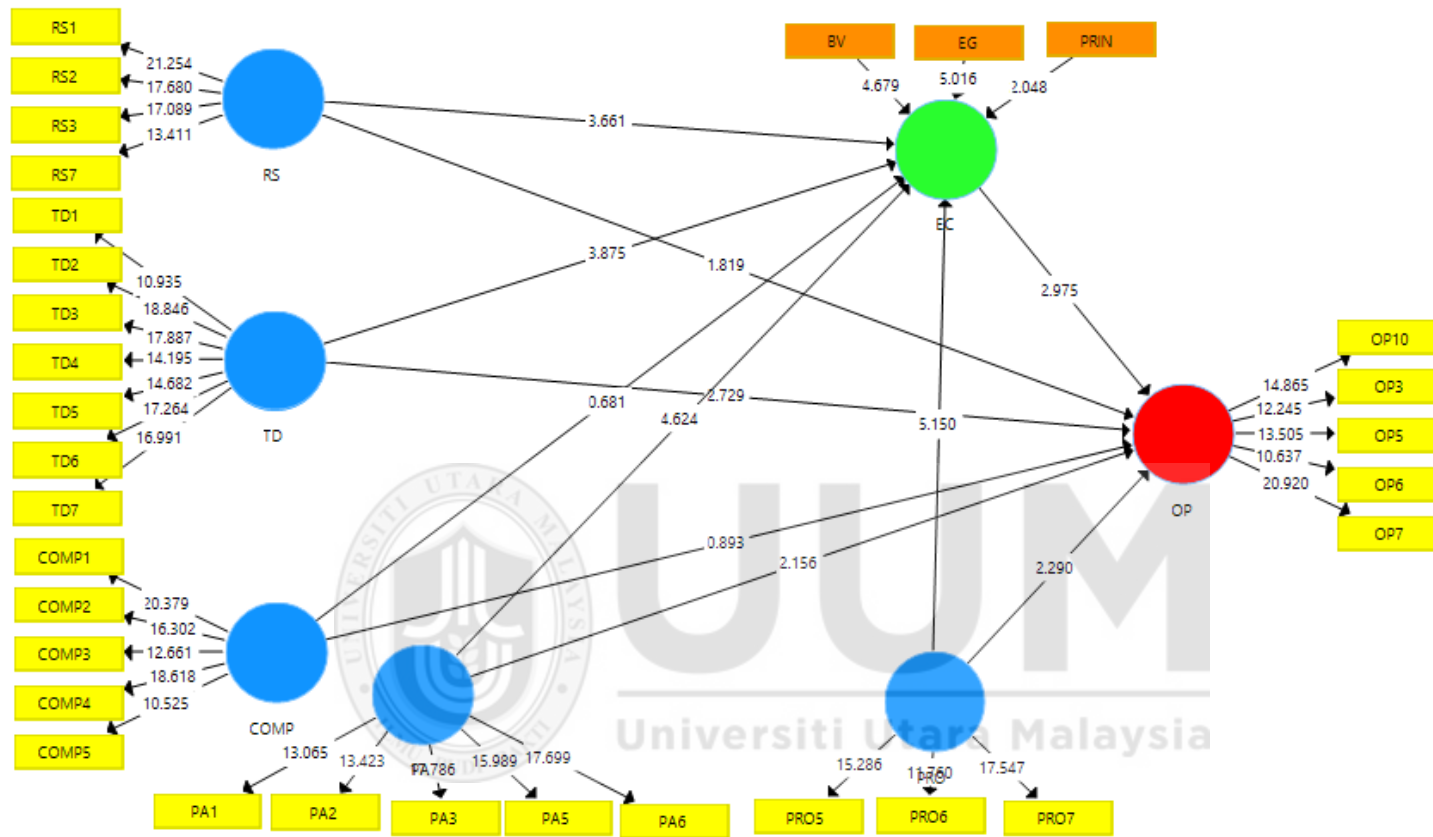 RS1
RS2
RS3
RS7
21.254
17.680
17.089
13.411
RS
TD1
TD2
TD3
TD4
TD5
TD6
TD7
10.935
18.846
17.887
14.195
14.682
17.264
16.991
TD
COMP1
COMP2
COMP3
COMP4
COMP5
20.379
16.302
12.661
18.618
10.525
COMP
BV
EG
PRIN
4.679
5.016
2.048
EC
3.661
1.819
3.875
2.729
0.681
4.624
5.150
2.975
0.893
2.156
2.290
OP10
OP3
OP5
OP6
OP7
14.865
12.245
13.505
10.637
20.920
OP
13.065
13.423
15.989
17.699
PA
PA1
PA2
PA3
PA5
PA6
15.286
17.547
PRO
PRO5
PRO6
PRO7
UUM
Universiti Utara Malaysia
UNIVERSITI UTARA MALAYSIA